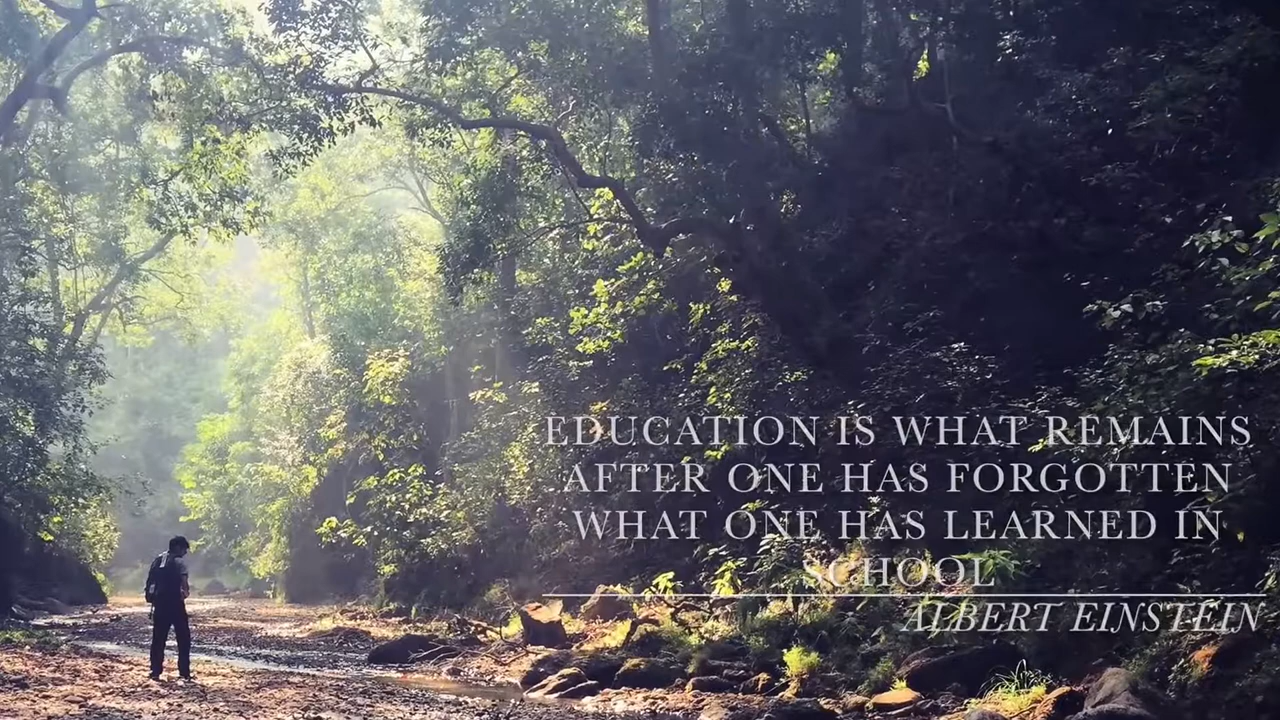 EDUCATION IS WHAT REMAINS
AFTER ONE HAS FORGOTTEN
WHAT ONE HAS LEARNED IN
SCHOOL
ALBERT EINSTEIN